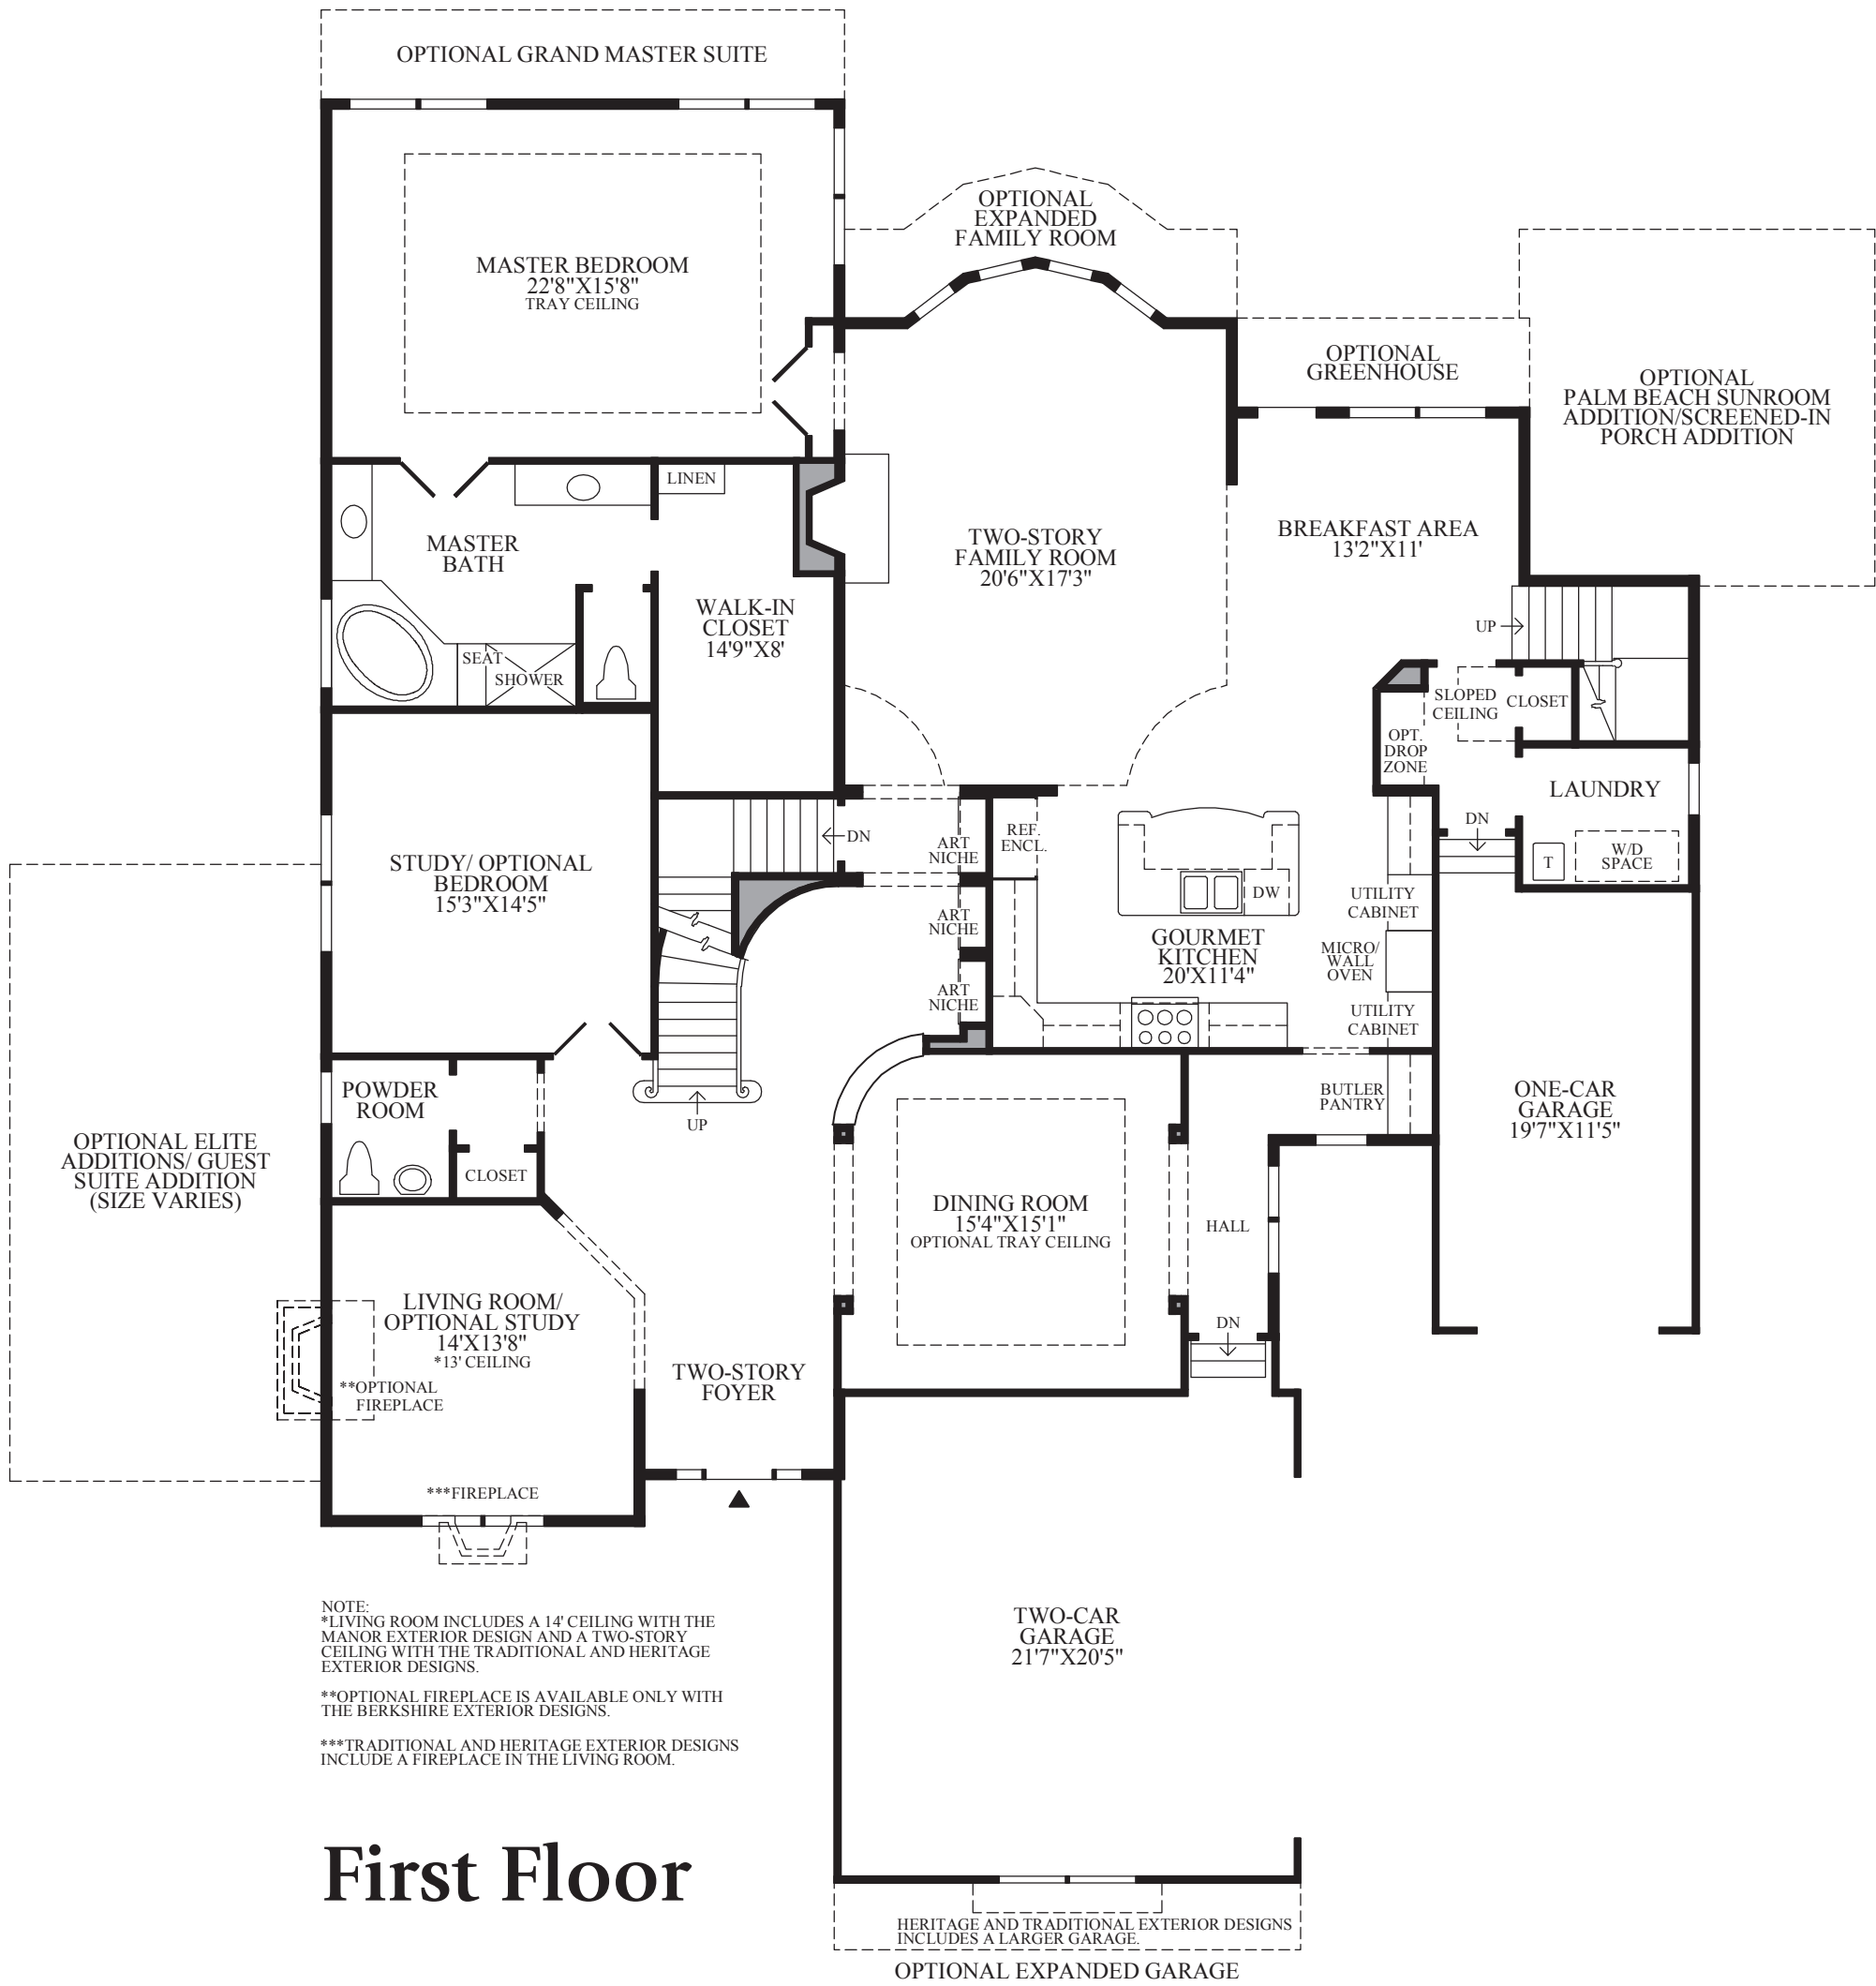 OPTIONAL GRAND MASTER SUITE
MASTER BEDROOM
22'8"X15'8"
TRAY CEILING
OPTIONAL
EXPANDED
FAMILY ROOM
OPTIONAL
GREENHOUSE
OPTIONAL
PALM BEACH SUNROOM
ADDITION/SCREENED-IN
PORCH ADDITION
LINEN
MASTER
BATH
TWO-STORY
FAMILY ROOM
20'6"X17'3"
BREAKFAST AREA
13'2"X11'
WALK-IN
CLOSET
14'9"X8'
SEAT
SHOWER
UP
SLOPED
CEILING
CLOSET
OPT.
DROP
ZONE
LAUNDRY
DN
W/D
SPACE
T
DN
ART
NICHE
REF.
ENCL.
DW
STUDY/ OPTIONAL
BEDROOM
15'3"X14'5"
UTILITY
CABINET
ART
NICHE
GOURMET
KITCHEN
20'X11'4"
MICRO/
WALL
OVEN
ART
NICHE
UTILITY
CABINET
POWDER
ROOM
UP
BUTLER
PANTRY
ONE-CAR
GARAGE
19'7"X11'5"
OPTIONAL ELITE
ADDITIONS/ GUEST
SUITE ADDITION
(SIZE VARIES)
CLOSET
DINING ROOM
15'4"X15'1"
OPTIONAL TRAY CEILING
HALL
LIVING ROOM/
OPTIONAL STUDY
14'X13'8"
*13' CEILING
**OPTIONAL
FIREPLACE
DN
TWO-STORY
FOYER
***FIREPLACE
NOTE:
*LIVING ROOM INCLUDES A 14' CEILING WITH THE
MANOR EXTERIOR DESIGN AND A TWO-STORY
CEILING WITH THE TRADITIONAL AND HERITAGE
EXTERIOR DESIGNS.
**OPTIONAL FIREPLACE IS AVAILABLE ONLY WITH
THE BERKSHIRE EXTERIOR DESIGNS.
***TRADITIONAL AND HERITAGE EXTERIOR DESIGNS
INCLUDE A FIREPLACE IN THE LIVING ROOM.
TWO-CAR
GARAGE
21'7"X20'5"
First Floor
HERITAGE AND TRADITIONAL EXTERIOR DESIGNS
INCLUDES A LARGER GARAGE.
OPTIONAL EXPANDED GARAGE